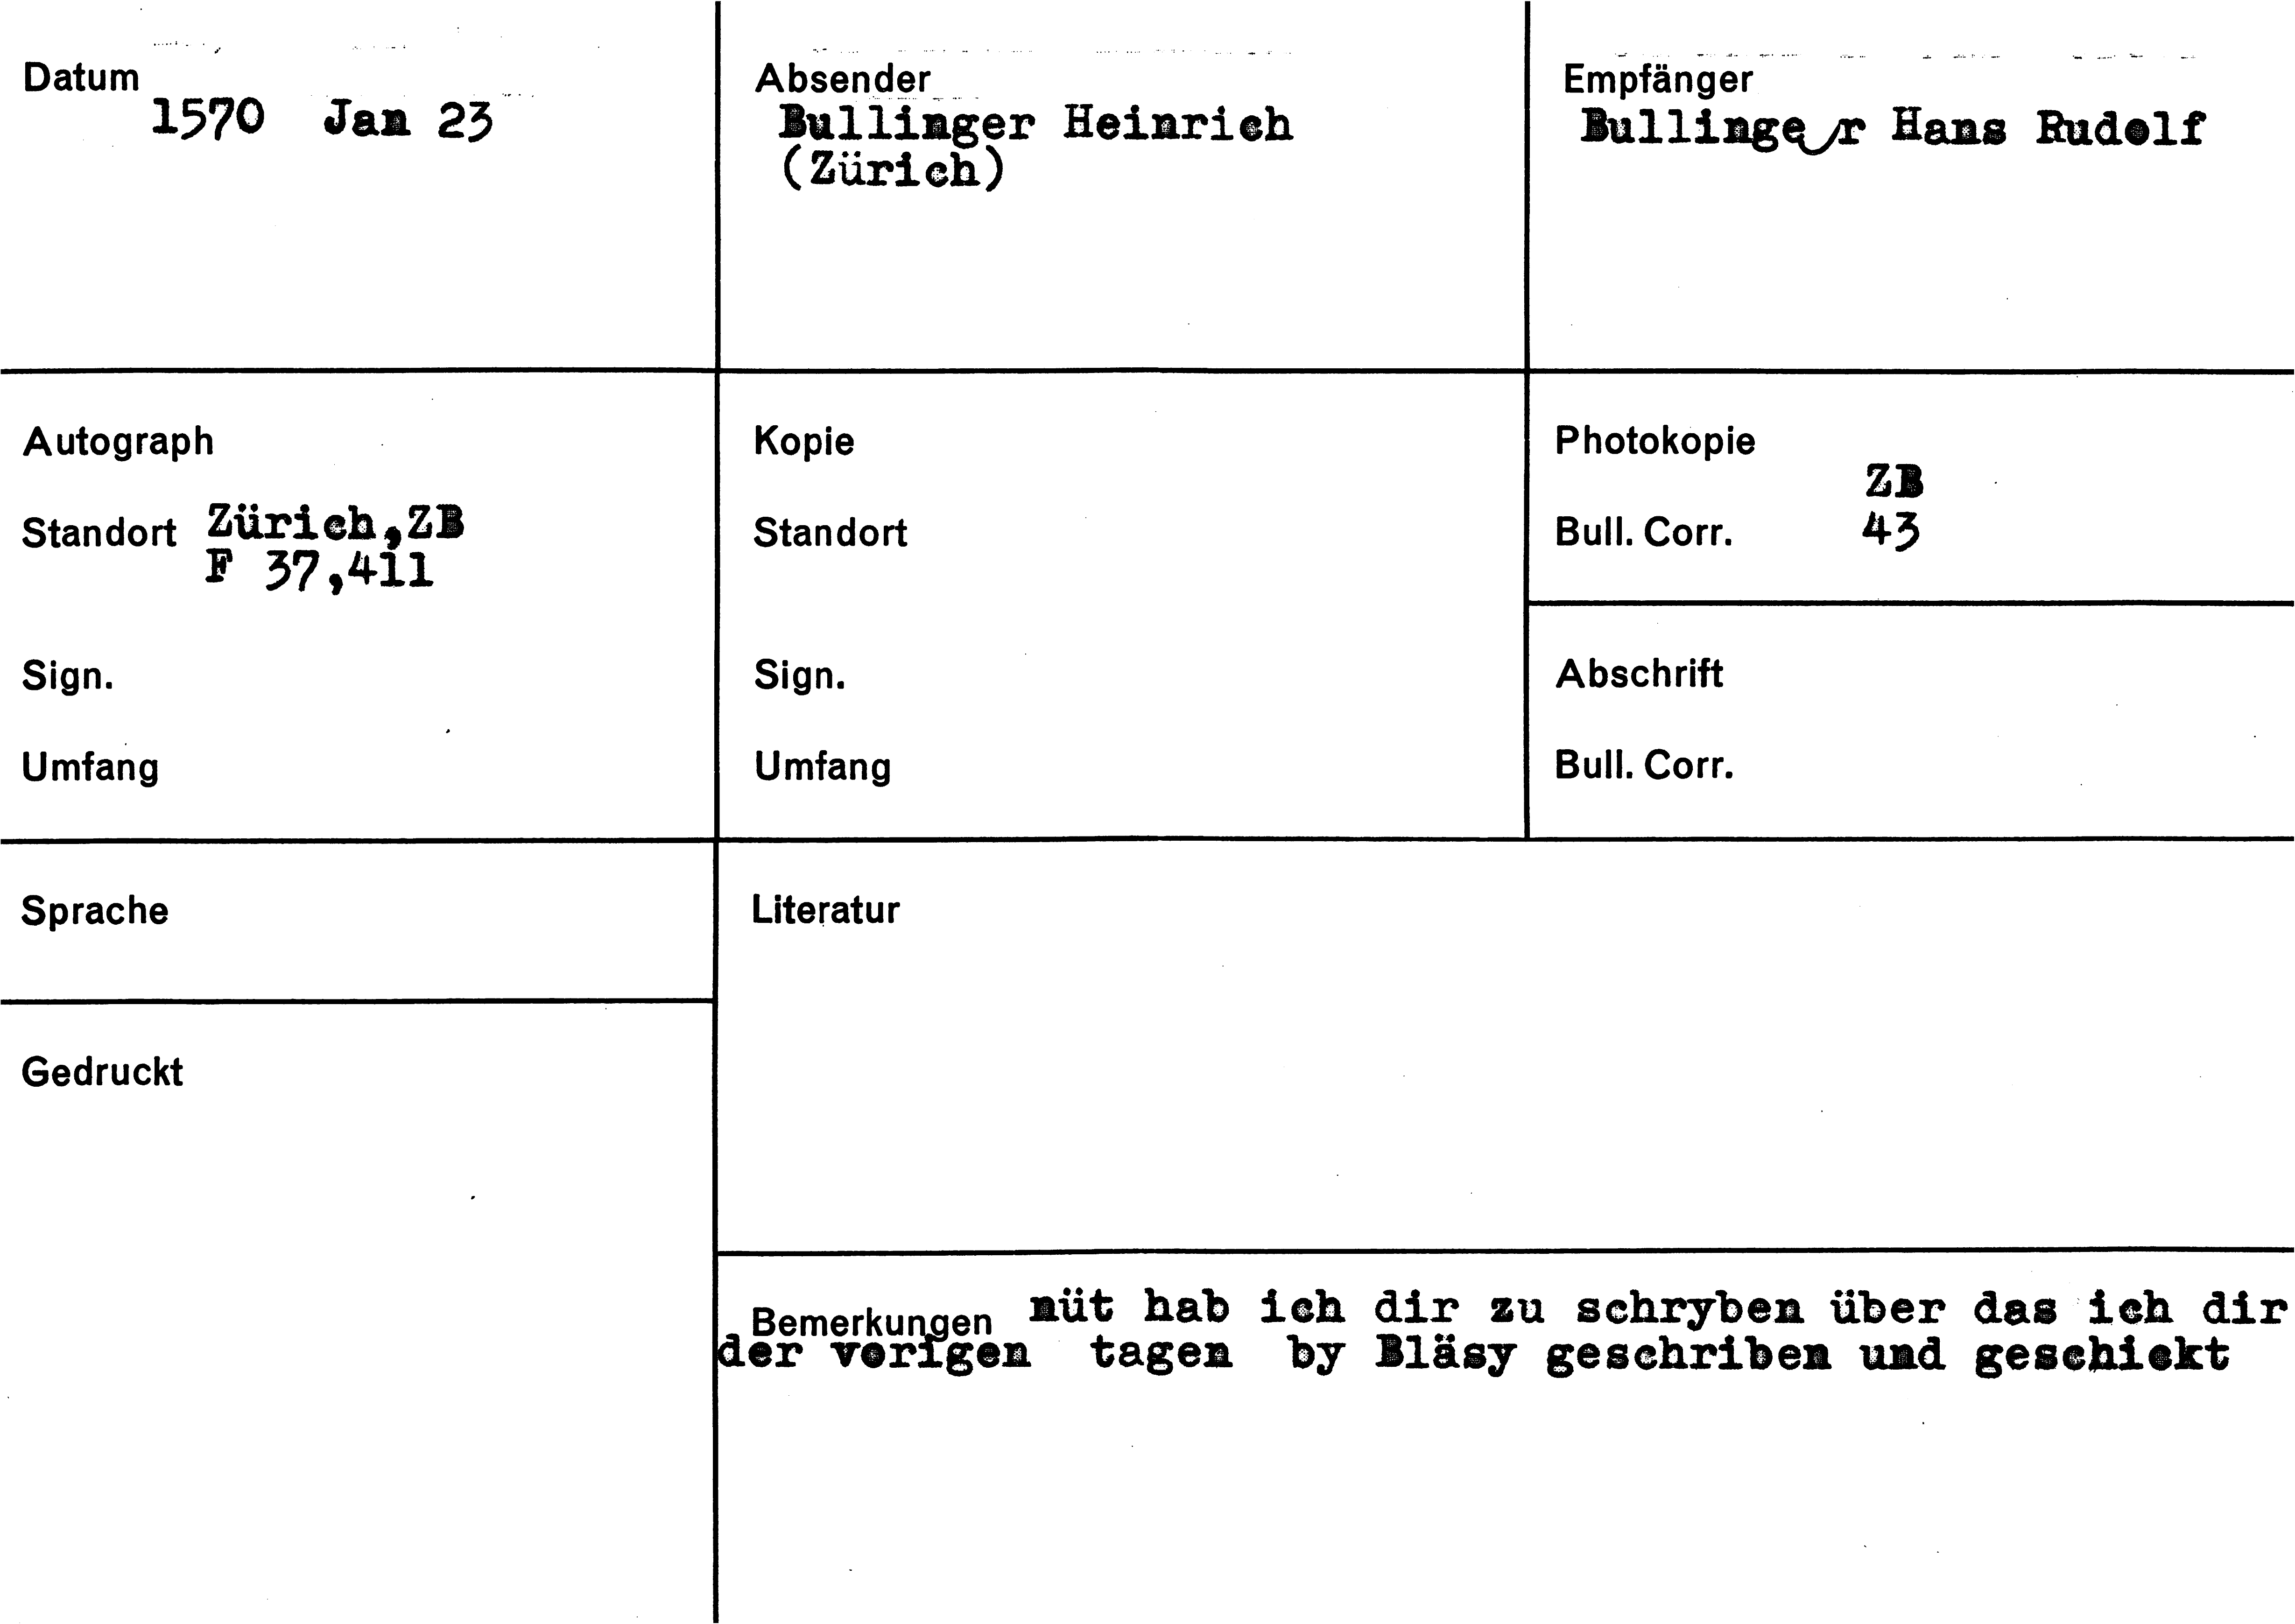 Datum
1570 Jan 23
Absender
Bullinger Heinrich
(Zürich)
Empfänger
Bullinger Hans Rudolf
Autograph
Standort Zürich,ZB
F 37,411
Sign.
Umfang
Kopie
Standort
Sign.
Umfang
Photokopie
ZB
Bull. Corr. 43
Abschrift
Bull. Corr.
Sprache
Gedruckt
Literatur
Bemerkungen nüt hab ich dir zu schryben über das ich dir
der vorigen tagen by Bläsy geschriben und geschickt